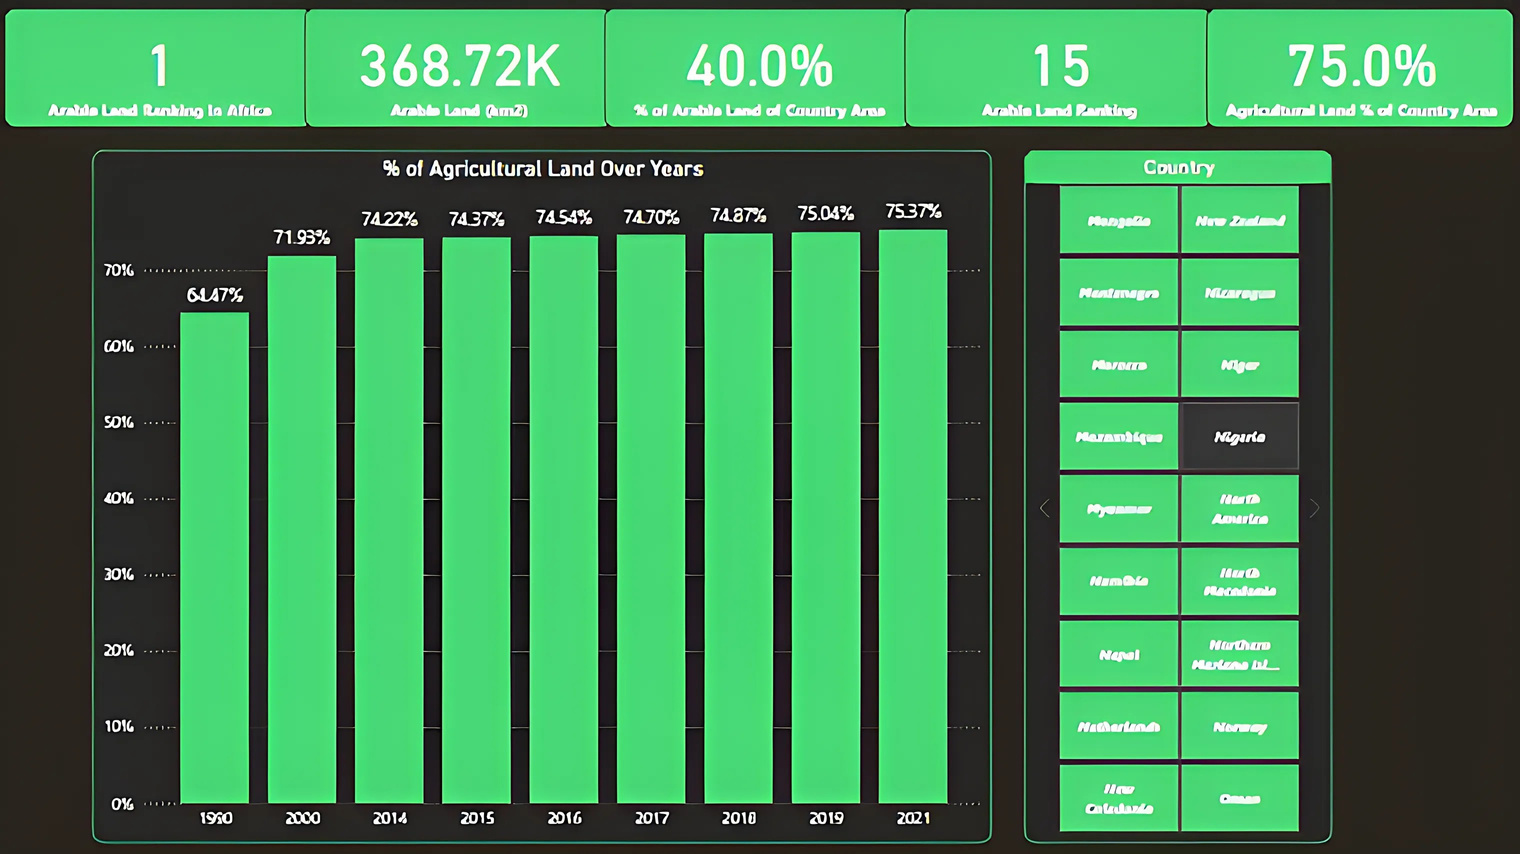 1
Arable Land Ranking in Africa
368.72K
Arable Land (km2)
40.0%
% of Arable Land of Country Area
15
Arable Land Ranking
75.0%
Agricultural Land % of Country Area
% of Agricultural Land Over Years
70%
60%
50%
40%
30%
20%
10%
0%
64.47%
71.93%
74.22%
74.37%
74.54%
74.70%
74.87%
75.04%
75.37%
1990
2000
2014
2015
2016
2017
2018
2019
2021
Country
Mongolia
New Zealand
Montenegro
Nicaragua
Morocco
Niger
Mozambique
Nigeria
Myanmar
North
America
Namibia
North
Macedonia
Nepal
Northern
Mariana Isl...
Netherlands
Norway
New
Caledonia
Oman